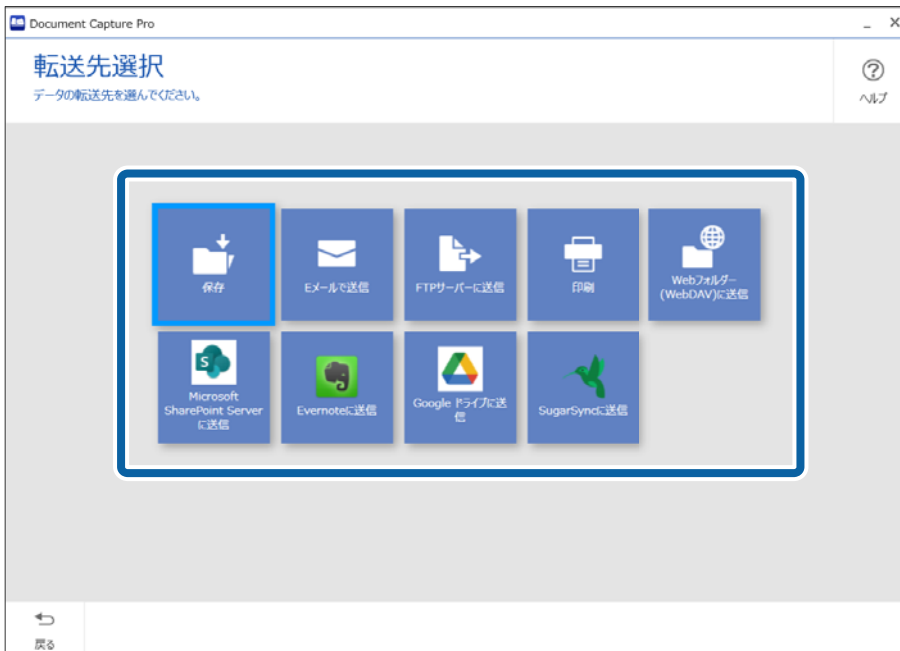 Document Capture Pro
転送先選択
データの転送先を選んでください。
ヘルプ
保存
Eメールで送信
FTPサーバーに送信
印刷
Webフォルダー
(WebDAV)に送信
S
Microsoft
SharePoint Server
に送信
Evernoteに送信
Google ドライブに送
信
SugarSyncに送信
戻る